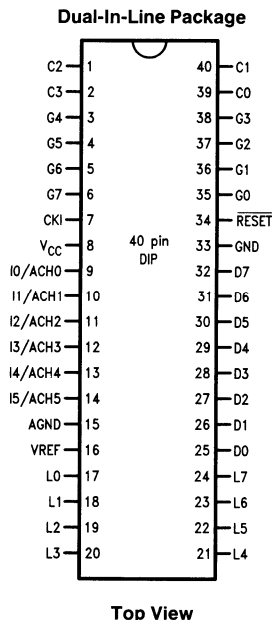 Dual-In-Line Package
C2 1 40 C1
C3 2 39 C0
G4 3 38 G3
G5 4 37 G2
G6 5 36 G1
G7 6 35 G0
CKI 7 34 RESET
VCC 8 40 pin 33 GND
I0/ACH0 9 DIP 32 D7
I1/ACH1 10 31 D6
I2/ACH2 11 30 D5
I3/ACH3 12 29 D4
I4/ACH4 13 28 D3
I5/ACH5 14 27 D2
AGND 15 26 D1
VREF 16 25 D0
L0 17 24 L7
L1 18 23 L6
L2 19 22 L5
L3 20 21 L4
Top View